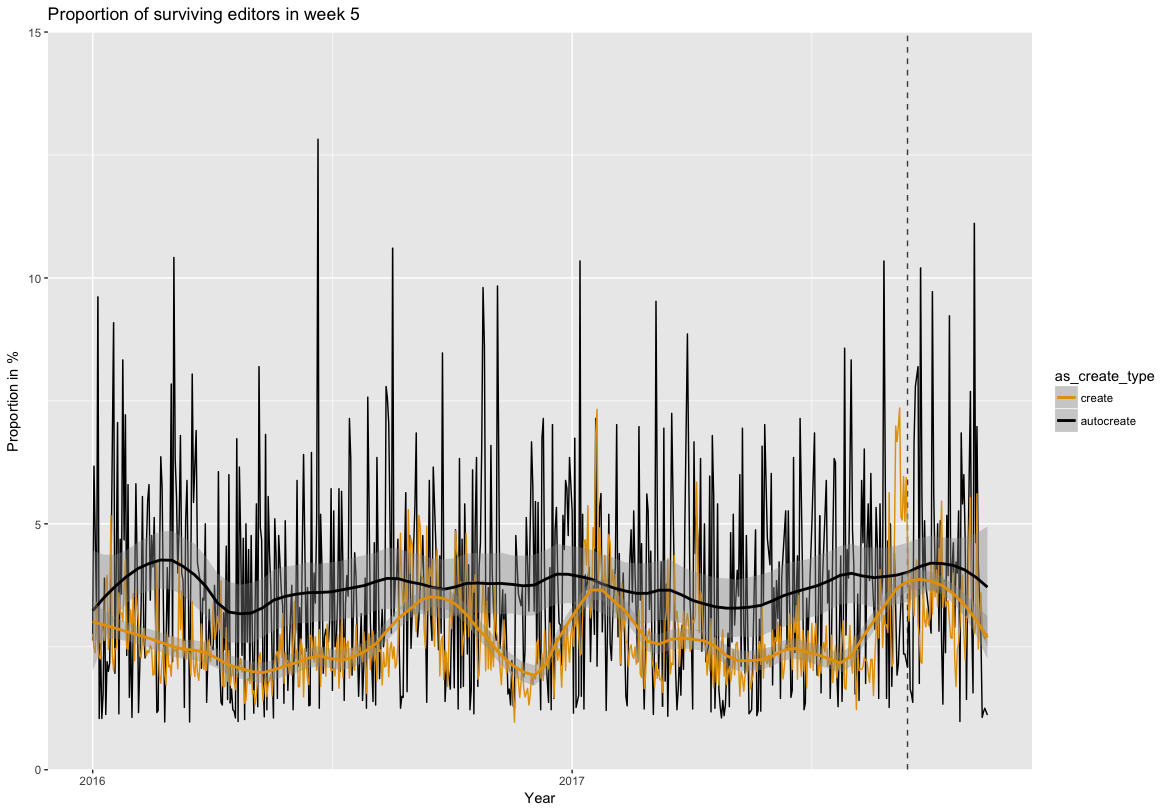 Proportion of surviving editors in week 5
15
10
5
0
Proportion in %
2016
2017
Year
as_create_type
create
autocreate